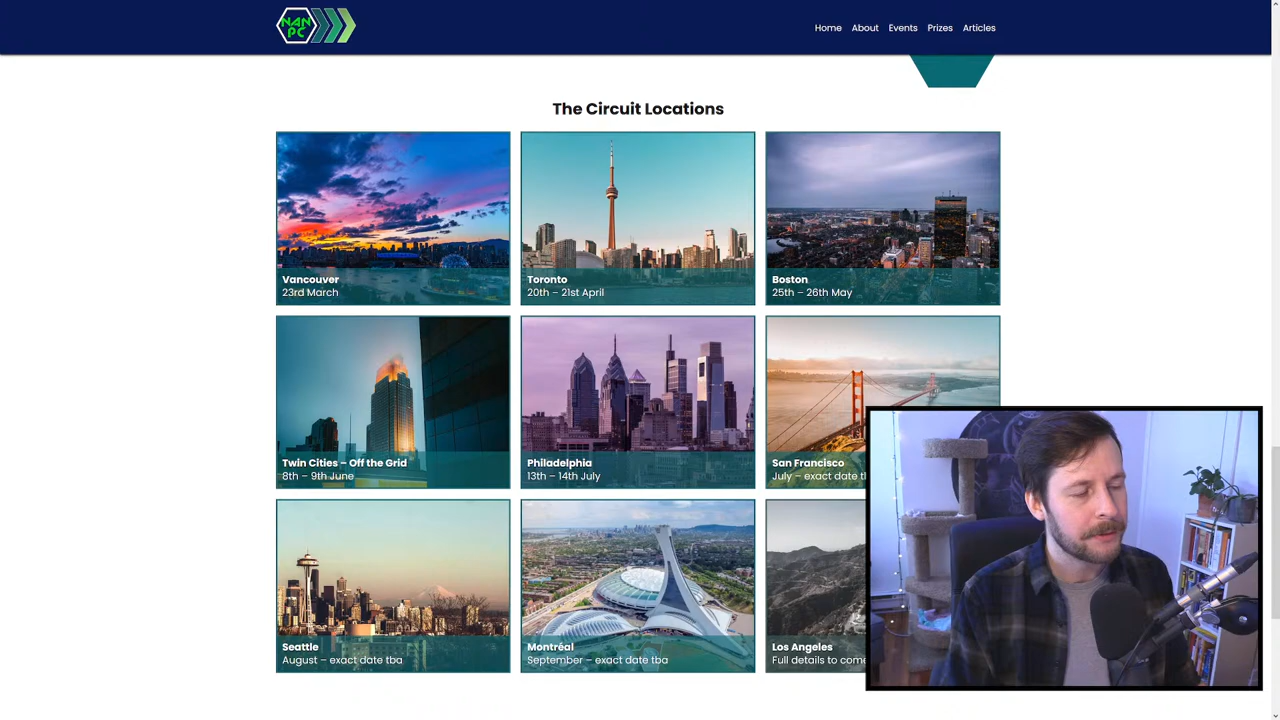 NAN
PC
Home About Events Prizes Articles
The Circuit Locations
Vancouver
23rd March
Toronto
20th – 21st April
Boston
25th – 26th May
Twin Cities – Off the Grid
8th – 9th June
Philadelphia
13th – 14th July
San Francisco
July – exact date
Seattle
August – exact date tba
Montréal
September – exact date tba
Los Angeles
Full details to come